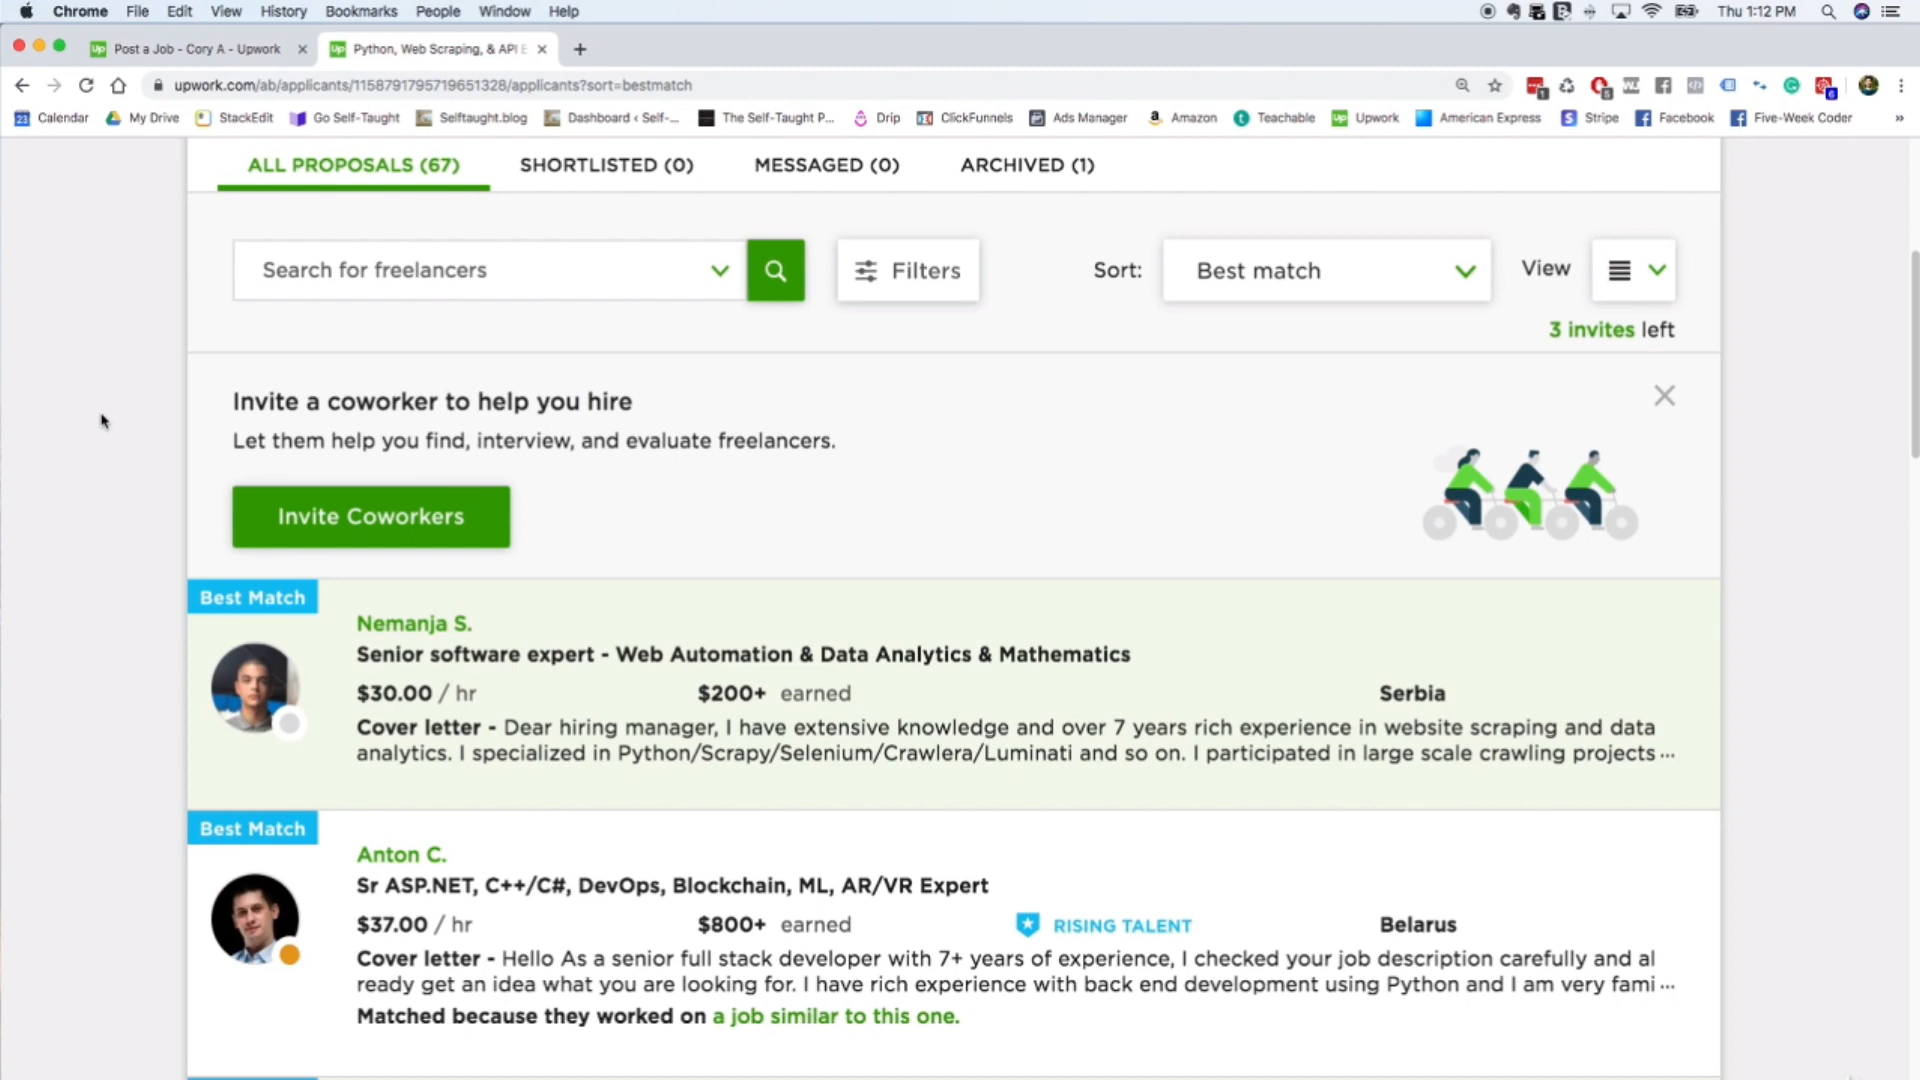 Chrome File Edit View History Bookmarks People Window Help Thu 1:12 PM
Up Post a Job - Cory A - Upwork Up Python, Web Scraping, & API E
upwork.com/ab/applicants/1158791795719651328/applicants?sort=bestmatch
Calendar My Drive StackEdit Go Self-Taught Selftaught.blog Dashboard ‹ Self-... The Self-Taught P... Drip ClickFunnels Ads Manager Amazon Teachable Upwork American Express Stripe Facebook Five-Week Coder »
ALL PROPOSALS (67) SHORTLISTED (0) MESSAGED (0) ARCHIVED (1)
Search for freelancers Filters Sort: Best match View
3 invites left
Invite a coworker to help you hire
Let them help you find, interview, and evaluate freelancers.
Invite Coworkers
Best Match
Nemanja S.
Senior software expert - Web Automation & Data Analytics & Mathematics
$30.00 / hr $200+ earned Serbia
Cover letter - Dear hiring manager, I have extensive knowledge and over 7 years rich experience in website scraping and data
analytics. I specialized in Python/Scrapy/Selenium/Crawlera/Luminati and so on. I participated in large scale crawling projects ...
Best Match
Anton C.
Sr ASP.NET, C++/C#, DevOps, Blockchain, ML, AR/VR Expert
$37.00 / hr $800+ earned RISING TALENT Belarus
Cover letter - Hello As a senior full stack developer with 7+ years of experience, I checked your job description carefully and al
ready get an idea what you are looking for. I have rich experience with back end development using Python and I am very fami ...
Matched because they worked on a job similar to this one.